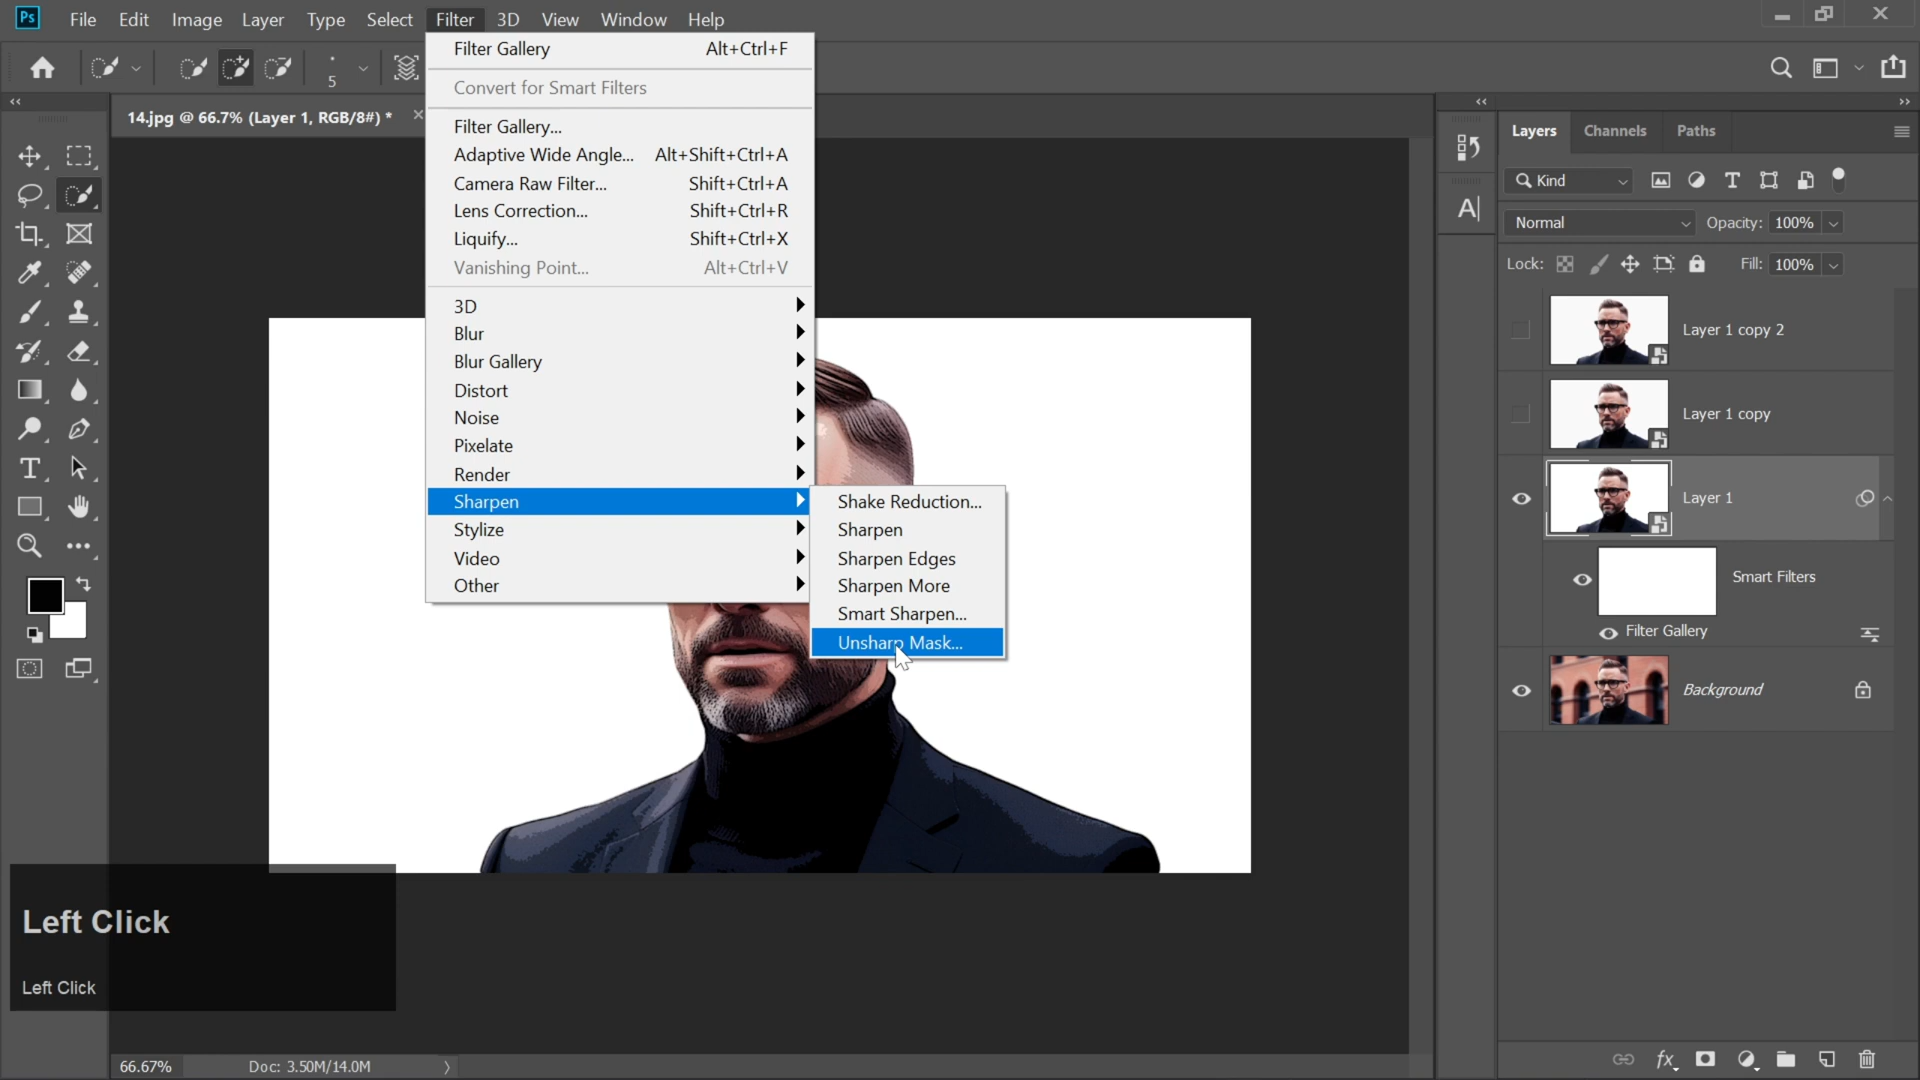 Ps File Edit Image Layer Type Select Filter 3D View Window Help
5
14.jpg @ 66.7% (Layer 1, RGB/8#) *
Filter Gallery Alt+Ctrl+F
Convert for Smart Filters
Filter Gallery...
Adaptive Wide Angle... Alt+Shift+Ctrl+A
Camera Raw Filter... Shift+Ctrl+A
Lens Correction... Shift+Ctrl+R
Liquify... Shift+Ctrl+X
Vanishing Point... Alt+Ctrl+V
3D
Blur
Blur Gallery
Distort
Noise
Pixelate
Render
Sharpen
Stylize
Video
Other
Shake Reduction...
Sharpen
Sharpen Edges
Sharpen More
Smart Sharpen...
Unsharp Mask...
Layers Channels Paths
Kind
Normal Opacity: 100%
Lock: Fill: 100%
Layer 1 copy 2
Layer 1 copy
Layer 1
Smart Filters
Filter Gallery
Background
Left Click
Left Click
66.67% Doc: 3.50M/14.0M
fx